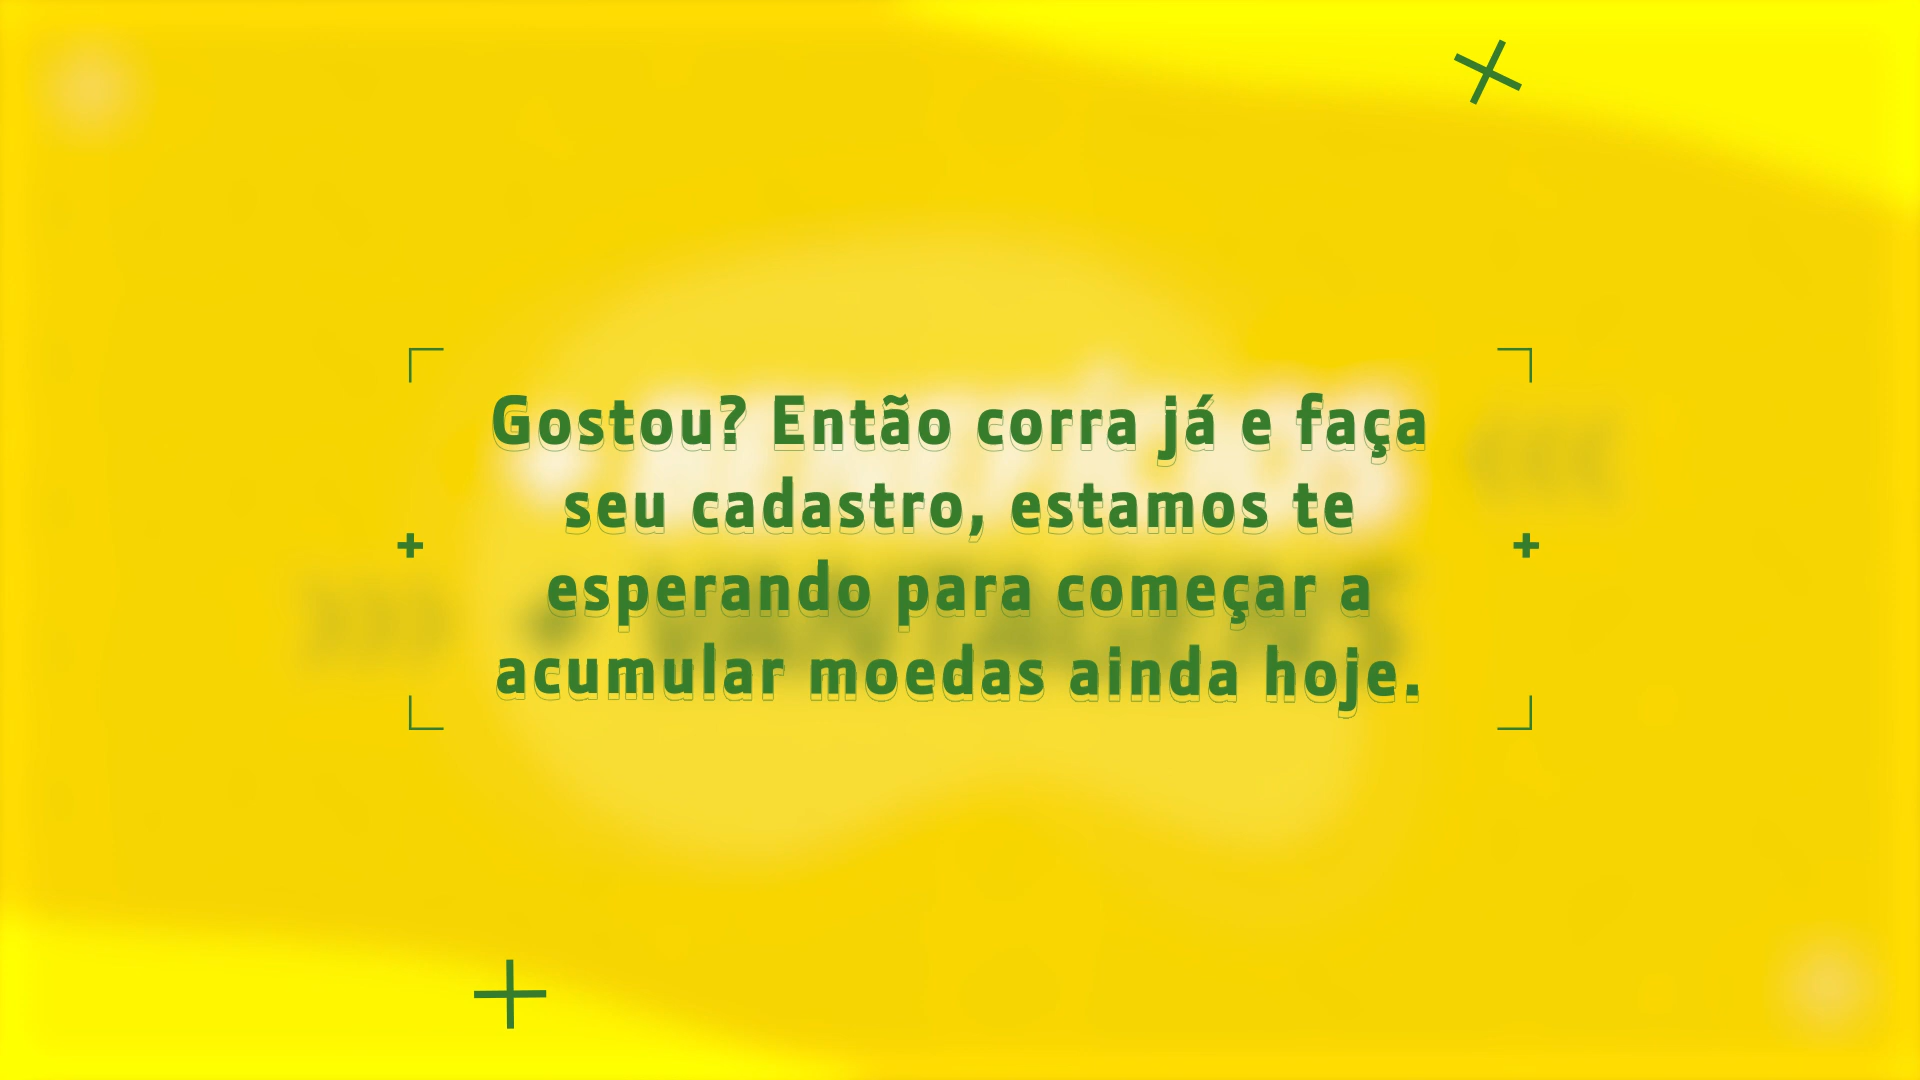 Gostou? Então corra já e faça
seu cadastro, estamos te
esperando para começar a
acumular moedas ainda hoje.